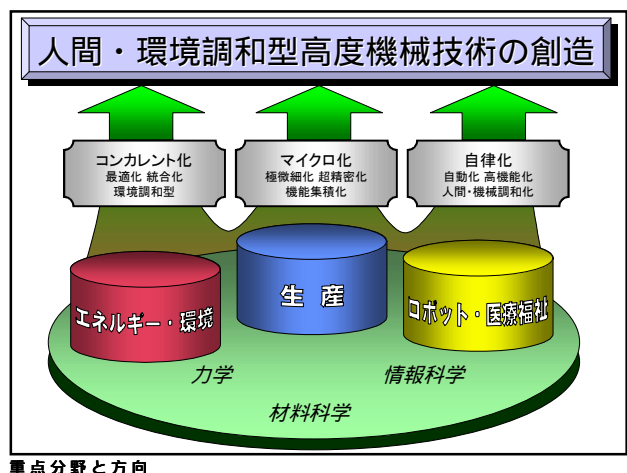 人間・環境調和型高度機械技術の創造
コンカレント化
最適化 統合化
環境調和型
マイクロ化
極微細化 超精密化
機能集積化
自律化
自動化 高機能化
人間・機械調和化
エネルギー・環境
生 産
ロボット・医療福祉
力学
情報科学
材料科学
重点分野と方向